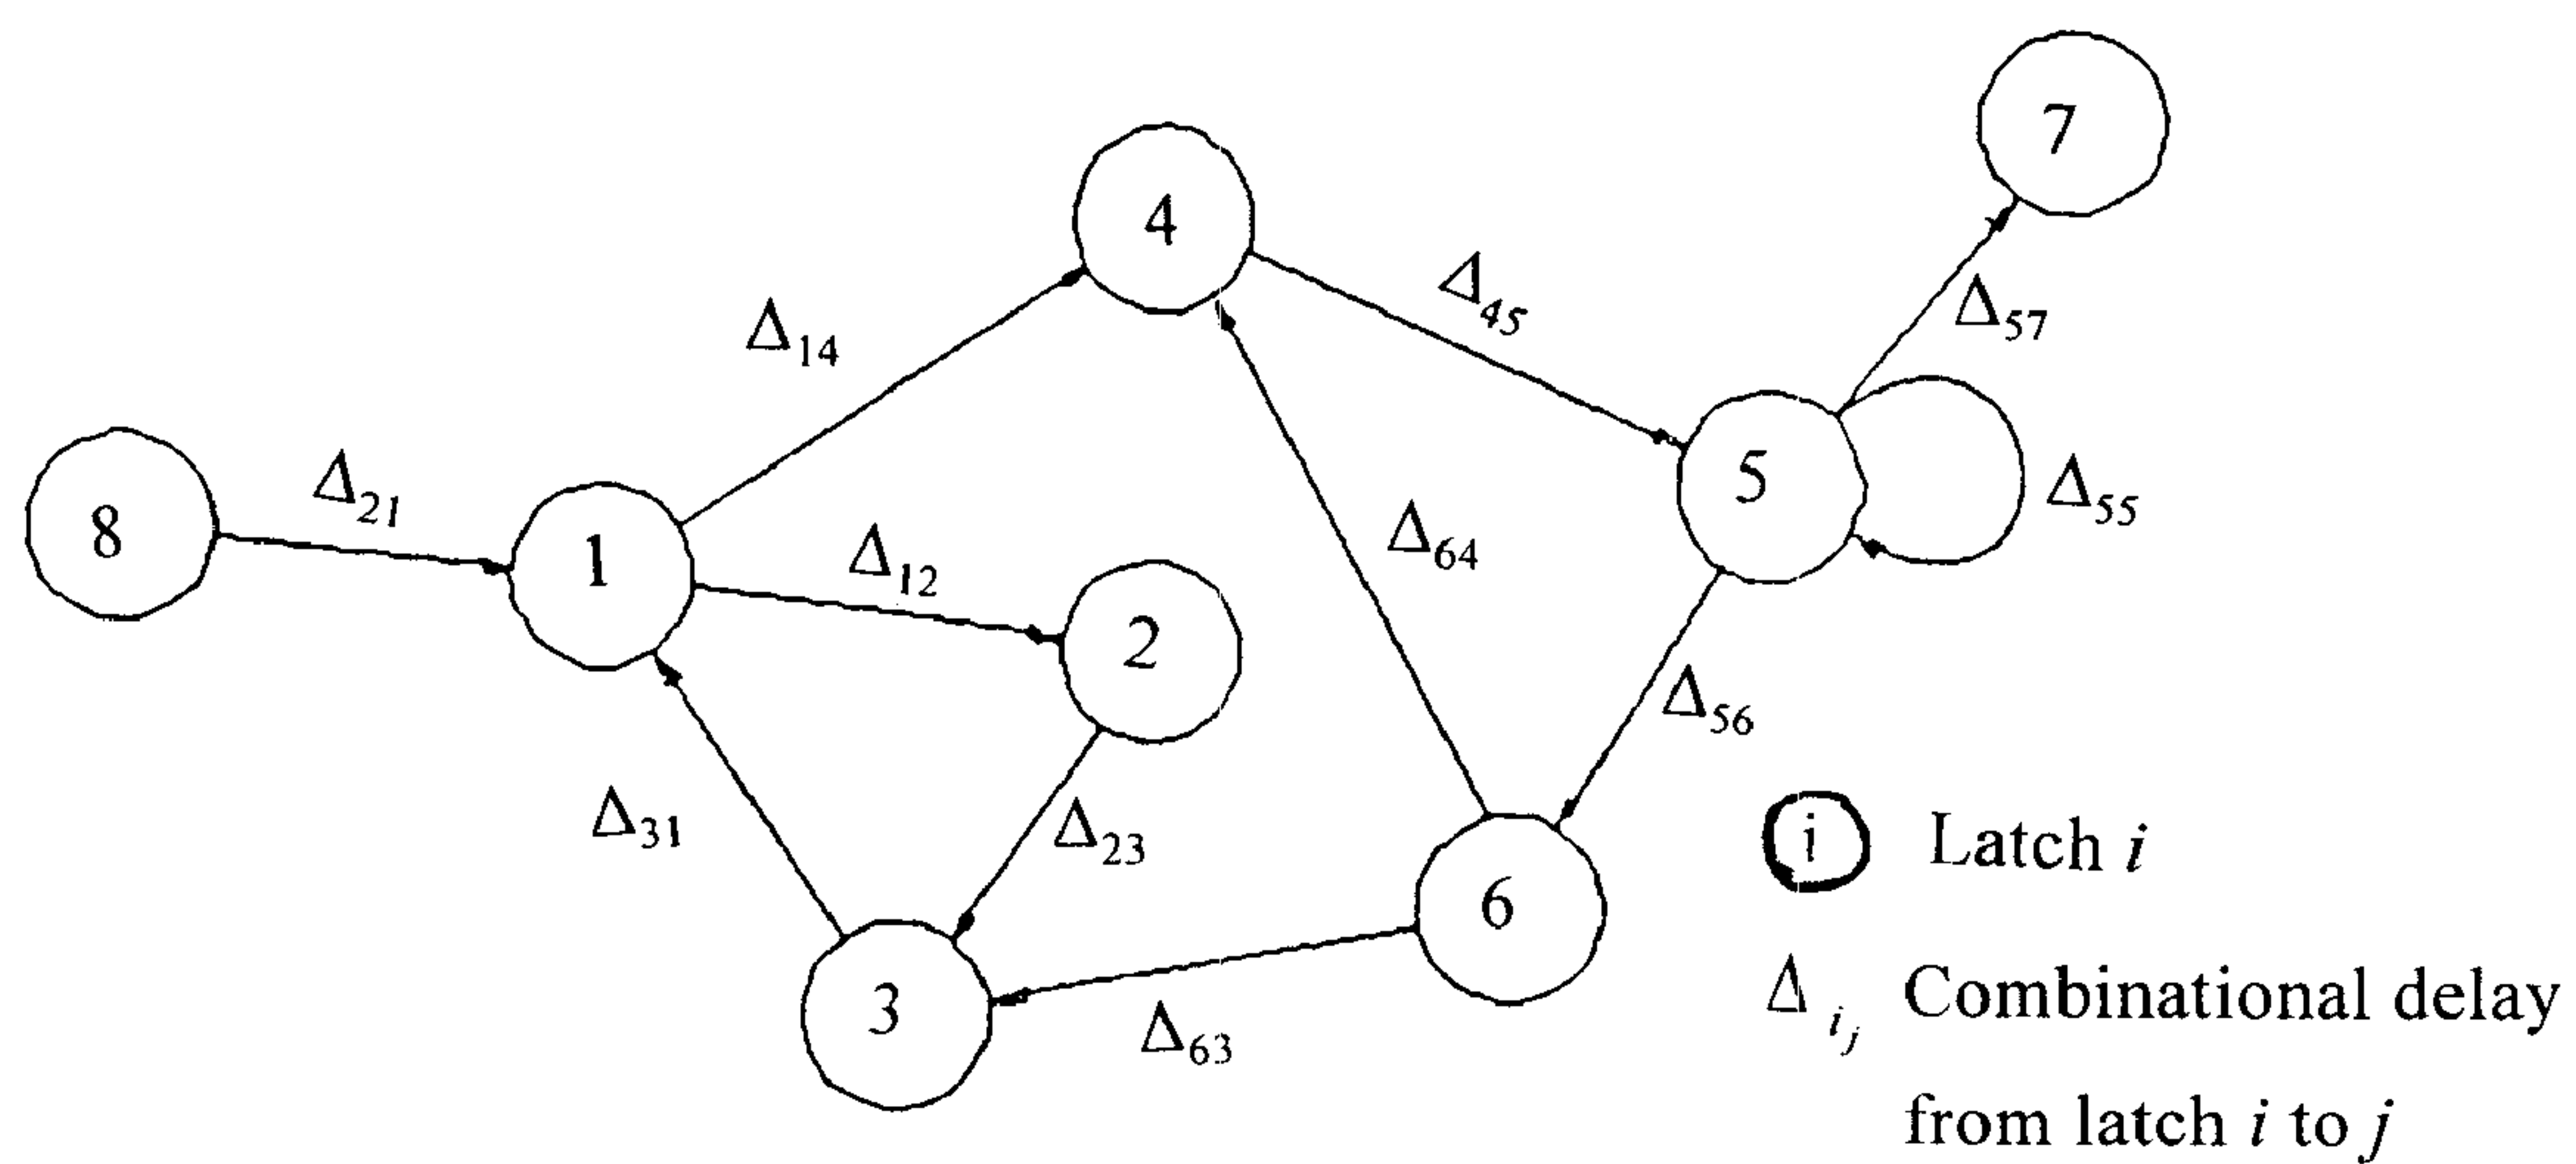 7
4
Δ45
Δ57
Δ14
8
Δ21
1
Δ12
2
Δ64
5
Δ55
Δ56
Δ31
Δ23
3
Δ63
6
i Latch i
Δij Combinational delay
from latch i to j